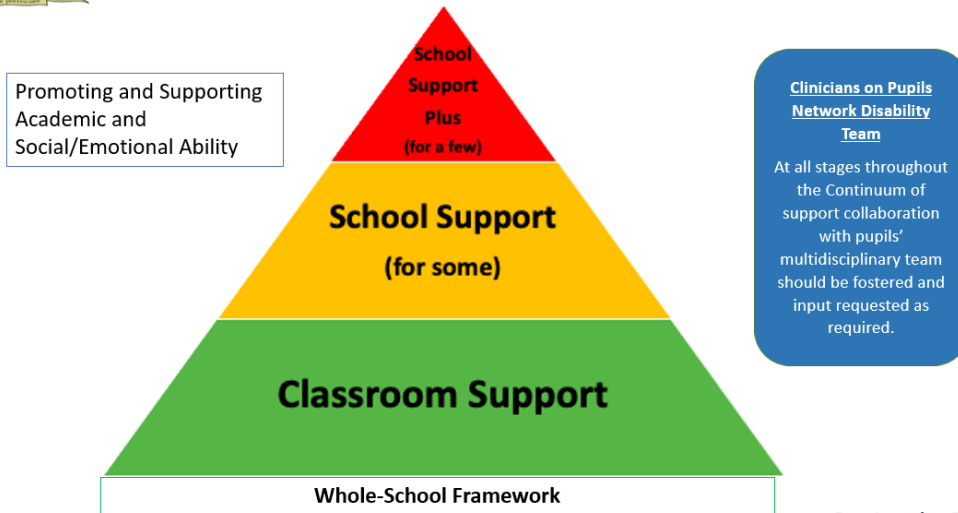 Promoting and Supporting
Academic and
Social/Emotional Ability
School
Support
Plus
(for a few)
School Support
(for some)
Classroom Support
Whole-School Framework
Clinicians on Pupils
Network Disability
Team
At all stages throughout
the Continuum of
support collaboration
with pupils’
multidisciplinary team
should be fostered and
input requested as
required.